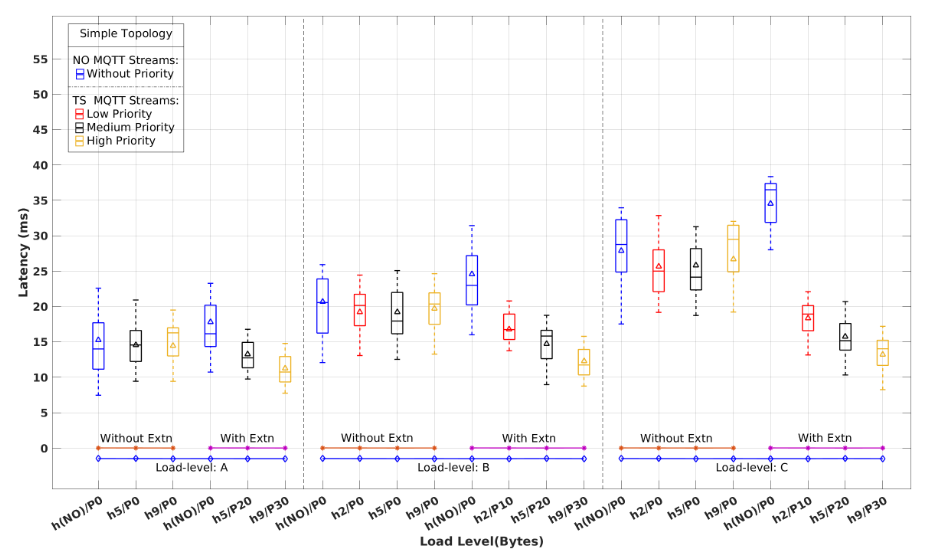 Simple Topology
NO MQTT Streams:
Without Priority
TS MQTT Streams:
Low Priority
Medium Priority
High Priority
55
50
45
40
35
30
25
20
15
10
5
0
Latency (ms)
Without Extn
With Extn
Without Extn
With Extn
Without Extn
With Extn
Load-level: A
Load-level: B
Load-level: C
h(NO)/P0
h5/P0
h9/P0
h(NO)/P0
h5/P20
h9/P30
h(NO)/P0
h2/P0
h5/P0
h9/P0
h(NO)/P0
h2/P10
h5/P20
h9/P30
h(NO)/P0
h2/P0
h5/P0
h9/P0
h(NO)/P0
h2/P10
h5/P20
h9/P30
Load Level(Bytes)